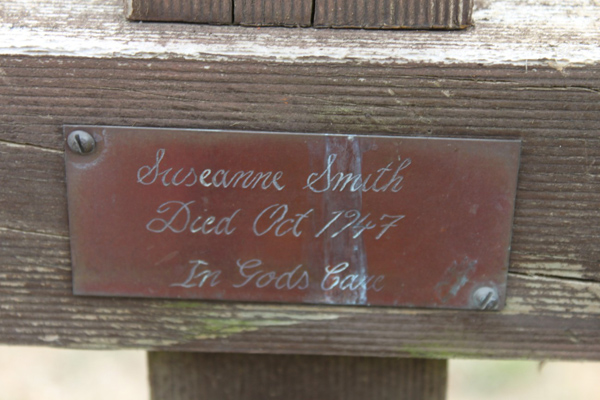 Suseanne Smith
Died Oct 1947
In Gods Care